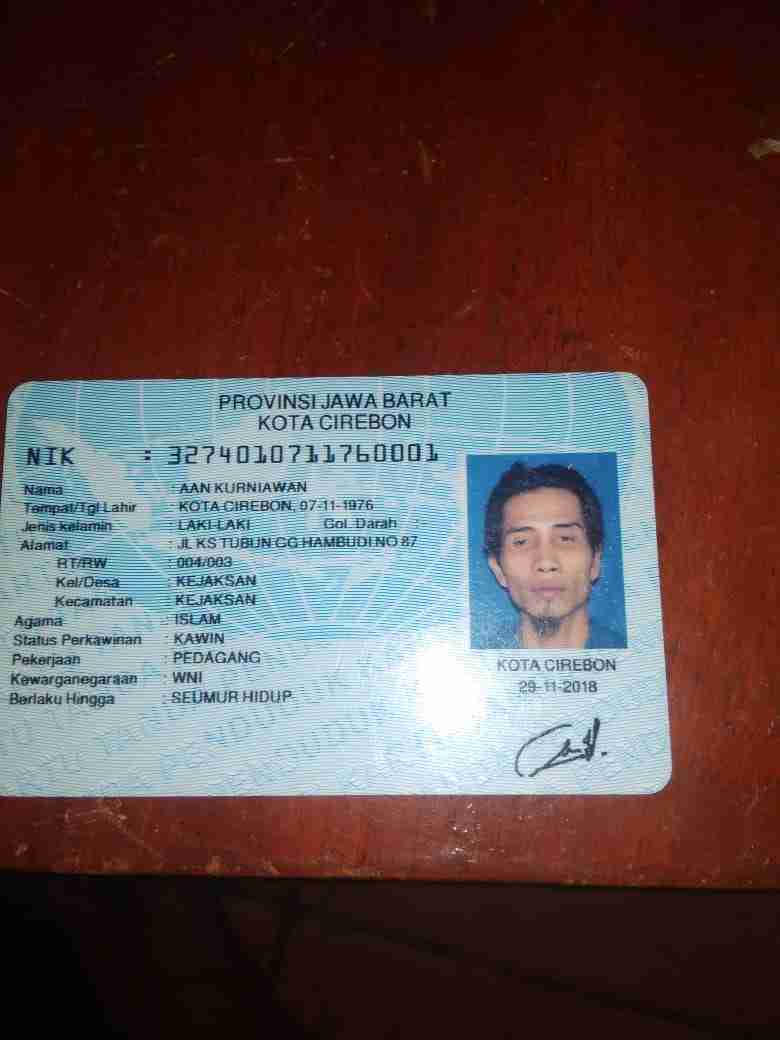 PROVINSI JAWA BARAT
KOTA CIREBON
NIK : 3274010711760001
Nama : AAN KURNIAWAN
Tempat/Tgl Lahir : KOTA CIREBON, 07-11-1976
Jenis kelamin : LAKI-LAKI Gol. Darah :
Alamat : JL KS TUBUN GG HAMBUDI NO 87
RT/RW : 004/003
Kel/Desa : KEJAKSAN
Kecamatan : KEJAKSAN
Agama : ISLAM
Status Perkawinan : KAWIN
Pekerjaan : PEDAGANG
Kewarganegaraan : WNI
Berlaku Hingga : SEUMUR HIDUP
KOTA CIREBON
29-11-2018